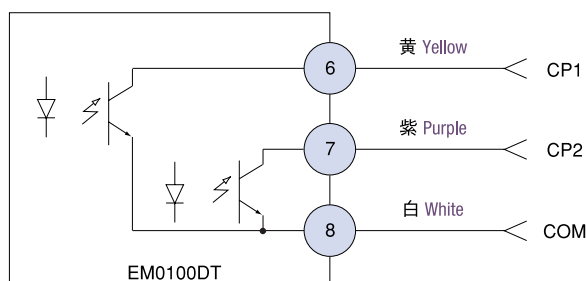 6 黄 Yellow CP1
7 紫 Purple CP2
8 白 White COM
EM0100DT